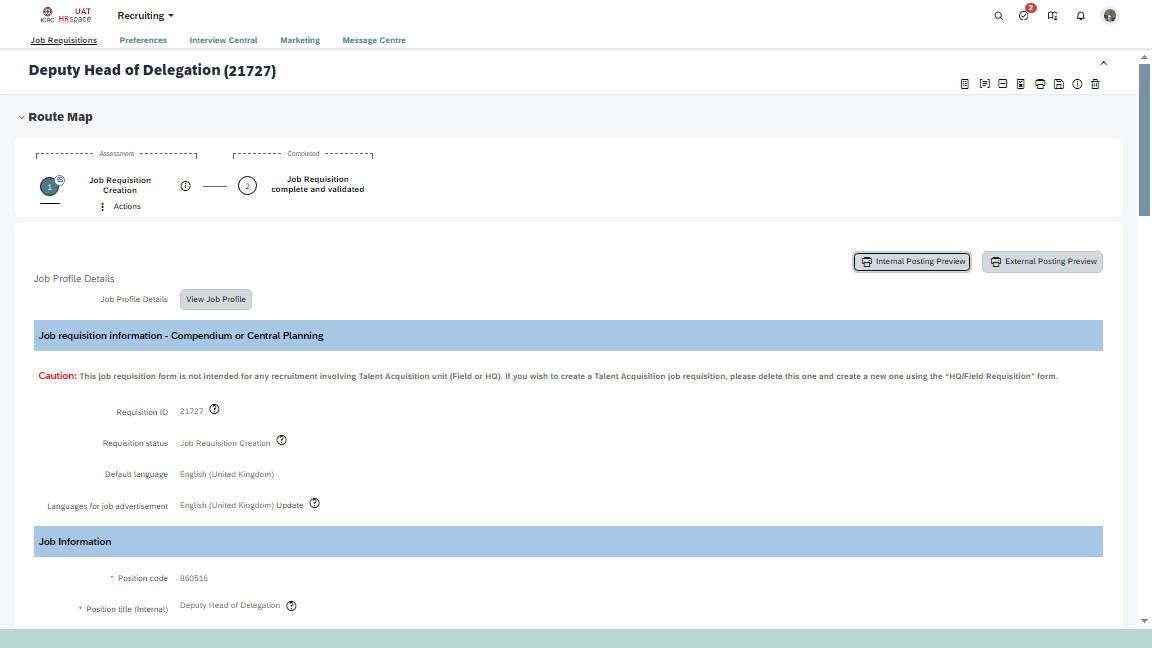 ICRC UAT HRspace
Recruiting
2
Job Requisitions Preferences Interview Central Marketing Message Centre
Deputy Head of Delegation (21727)
Route Map
Assessment
Completed
1
Job Requisition Creation
2
Job Requisition complete and validated
Actions
Internal Posting Preview External Posting Preview
Job Profile Details
Job Profile Details View Job Profile
Job requisition information - Compendium or Central Planning
Caution: This job requisition form is not intended for any recruitment involving Talent Acquisition unit (Field or HQ). If you wish to create a Talent Acquisition job requisition, please delete this one and create a new one using the “HQ/Field Requisition” form.
Requisition ID 21727
Requisition status Job Requisition Creation
Default language English (United Kingdom)
Languages for job advertisement English (United Kingdom) Update
Job Information
* Position code 860516
* Position title (Internal) Deputy Head of Delegation